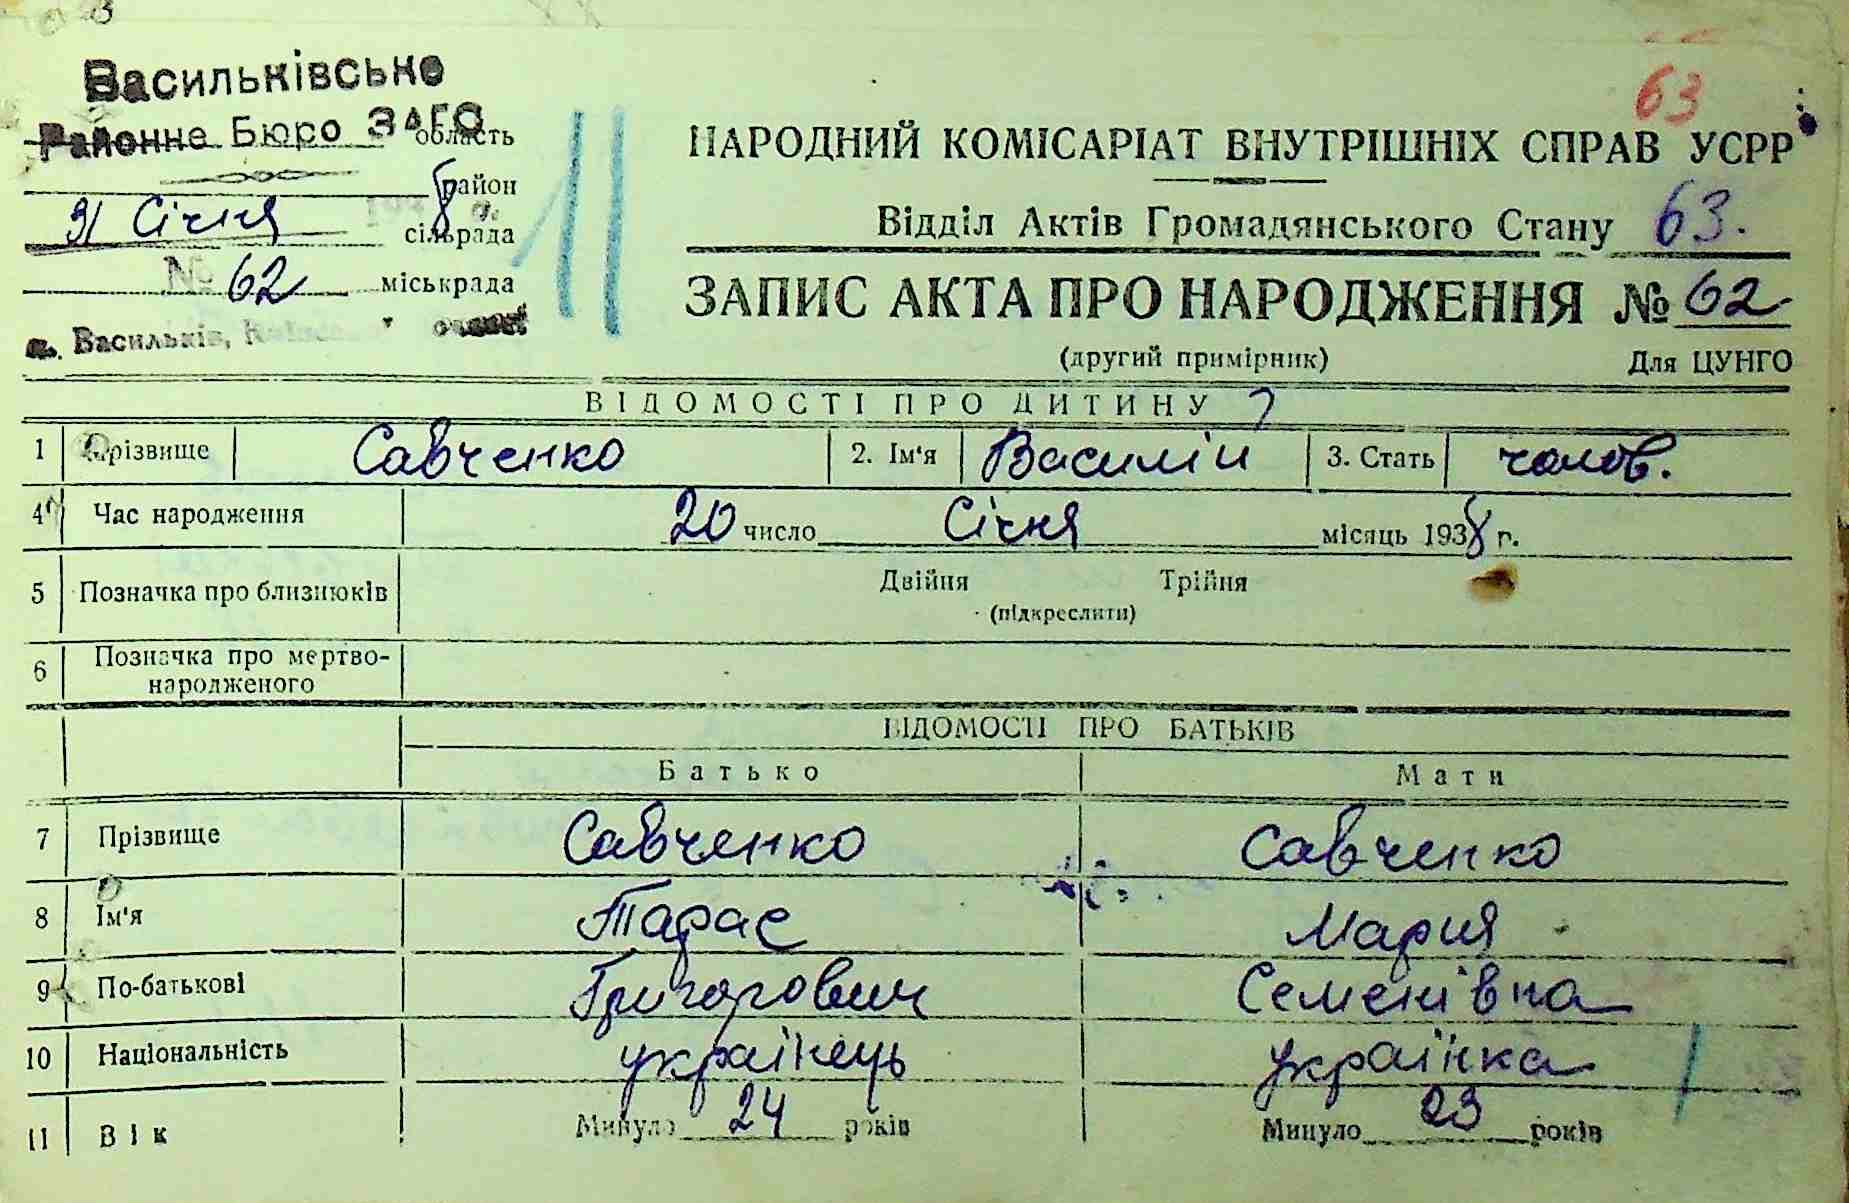 Васильківське
Районне Бюро ЗАГС область
район
31 Січня 1938 р. сільрада
№ 62 міськрада
м. Васильків,
63
НАРОДНИЙ КОМІСАРІАТ ВНУТРІШНІХ СПРАВ УСРР
Відділ Актів Громадянського Стану 63.
ЗАПИС АКТА ПРО НАРОДЖЕННЯ № 62
(другий примірник) Для ЦУНГО
ВІДОМОСТІ ПРО ДИТИНУ
1 Прізвище Савченко 2. Ім'я Василій 3. Стать чолов.
4 Час народження 20 число Січня місяць 1938 г.
5 Позначка про близнюків Двійня Трійня
(підкреслити)
6 Позначка про мертво-
народженого
ВІДОМОСТІ ПРО БАТЬКІВ
Батько Мати
7 Прізвище Савченко Савченко
8 Ім'я Тарас Мария
9 По-батькові Григорович Семенівна
10 Національність українець українка
11 Вік Минуло 24 років Минуло 23 років